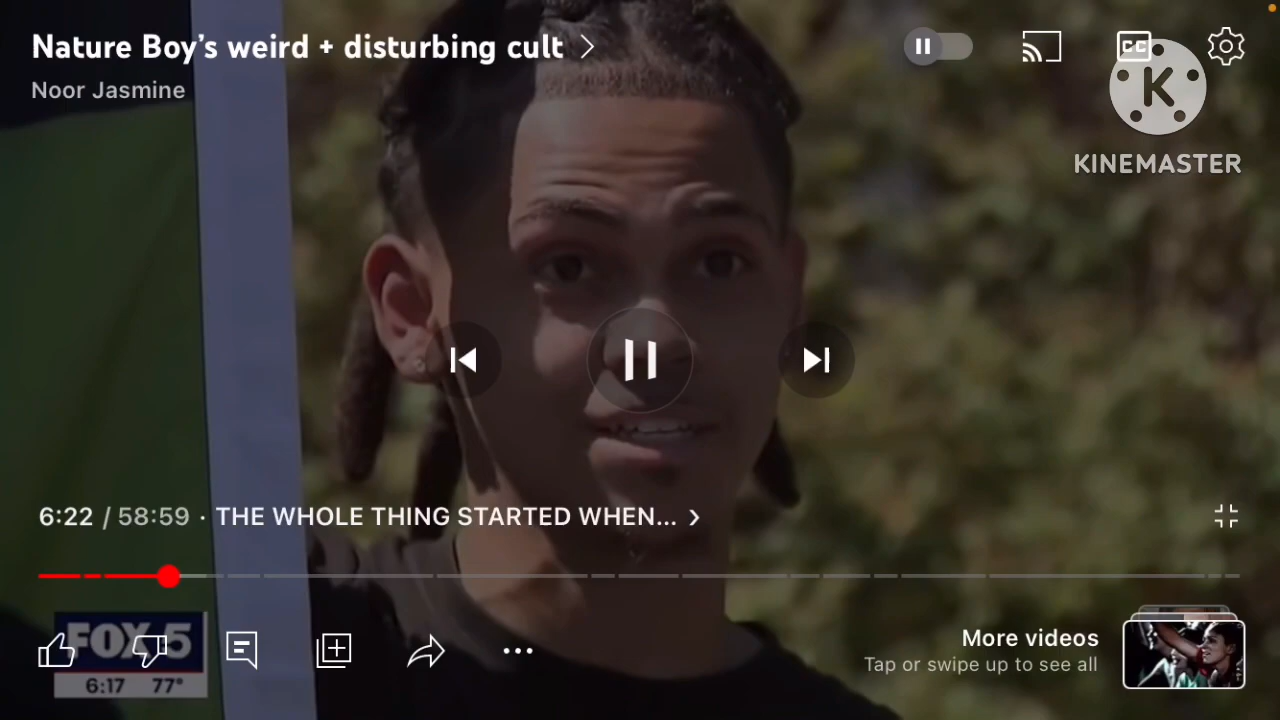 Nature Boy's weird + disturbing cult
Noor Jasmine
CC
K
KINEMASTER
6:22 / 58:59 · THE WHOLE THING STARTED WHEN...
FOX 5
6:17 77°
More videos
Tap or swipe up to see all